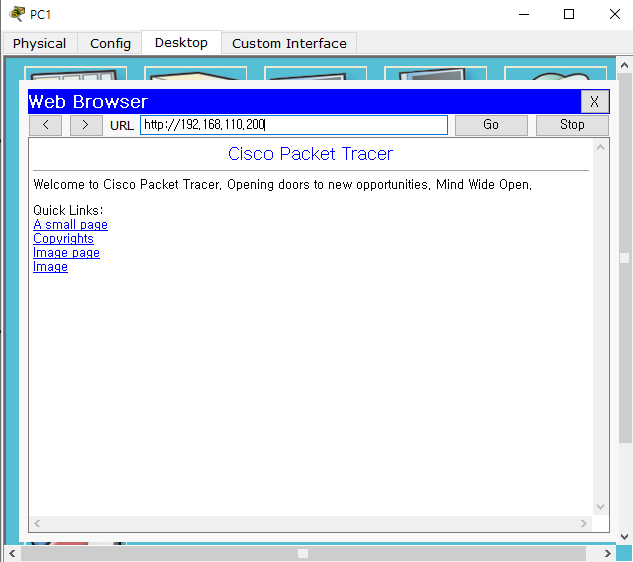 PC1
Physical Config Desktop Custom Interface
Web Browser X
< > URL http://192.168.110.200 Go Stop
Cisco Packet Tracer
Welcome to Cisco Packet Tracer. Opening doors to new opportunities. Mind Wide Open.
Quick Links:
A small page
Copyrights
Image page
Image